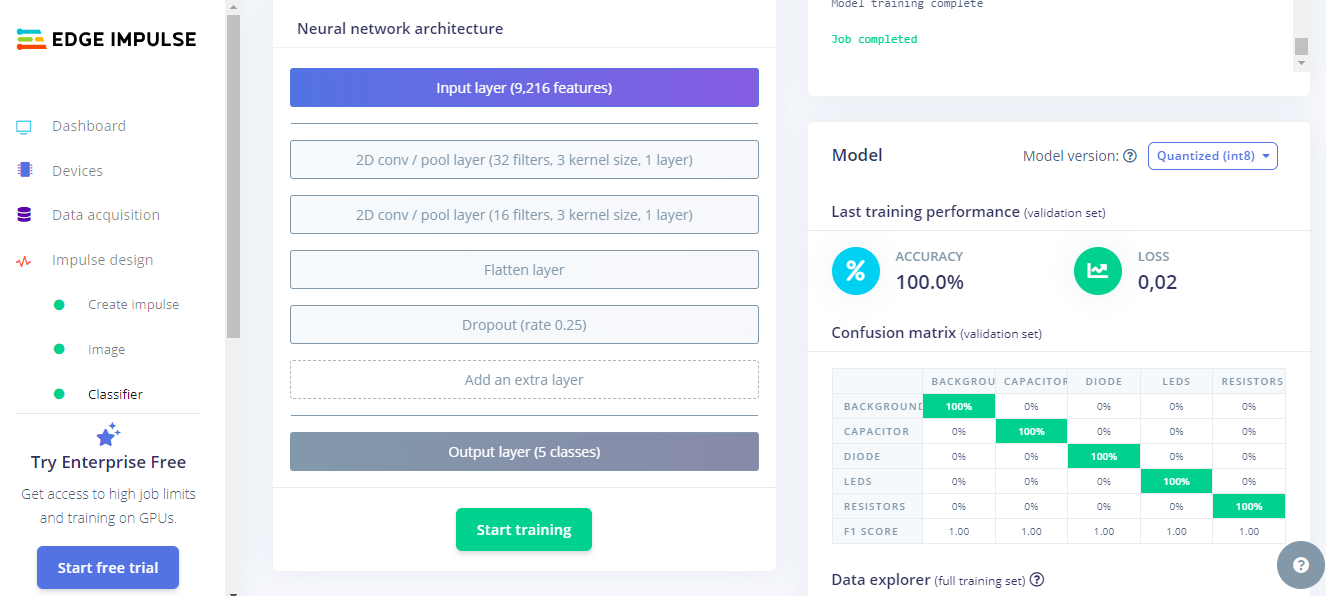 EDGE IMPULSE
Dashboard
Devices
Data acquisition
Impulse design
Create impulse
Image
Classifier
Try Enterprise Free
Get access to high job limits
and training on GPUs.
Start free trial
Neural network architecture
Input layer (9,216 features)
2D conv / pool layer (32 filters, 3 kernel size, 1 layer)
2D conv / pool layer (16 filters, 3 kernel size, 1 layer)
Flatten layer
Dropout (rate 0.25)
Add an extra layer
Output layer (5 classes)
Start training
Model training complete
Job completed
Model
Model version: ? Quantized (int8)
Last training performance (validation set)
% ACCURACY
100.0%
LOSS
0,02
Confusion matrix (validation set)
BACKGROU CAPACITOR DIODE LEDS RESISTORS
BACKGROUND 100% 0% 0% 0% 0%
CAPACITOR 0% 100% 0% 0% 0%
DIODE 0% 0% 100% 0% 0%
LEDS 0% 0% 0% 100% 0%
RESISTORS 0% 0% 0% 0% 100%
F1 SCORE 1.00 1.00 1.00 1.00 1.00
Data explorer (full training set) ?
?